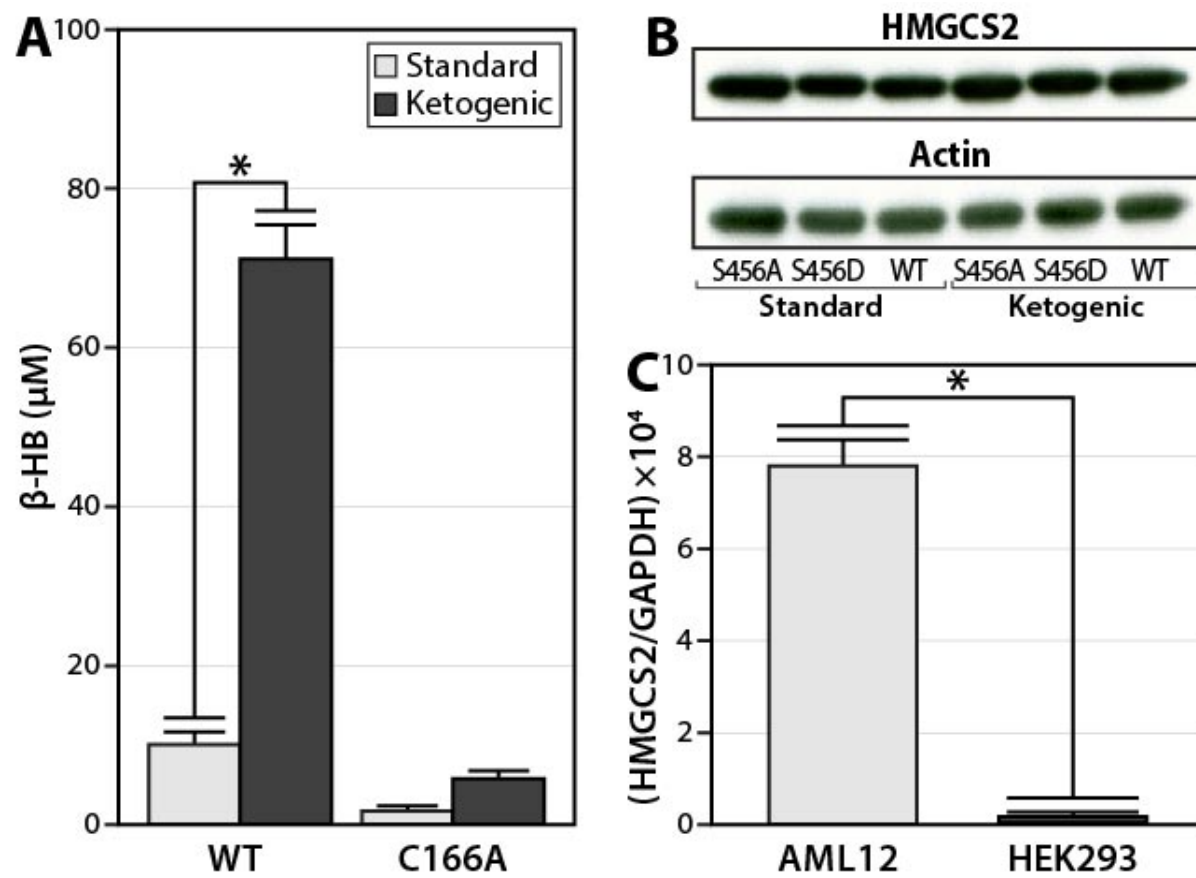 A
100
80
60
40
20
0
β-HB (µM)
Standard
Ketogenic
*
WT
C166A
B
HMGCS2
Actin
S456A S456D WT S456A S456D WT
Standard Ketogenic
C
10
8
6
4
2
0
(HMGCS2/GAPDH) ×10⁴
*
AML12
HEK293